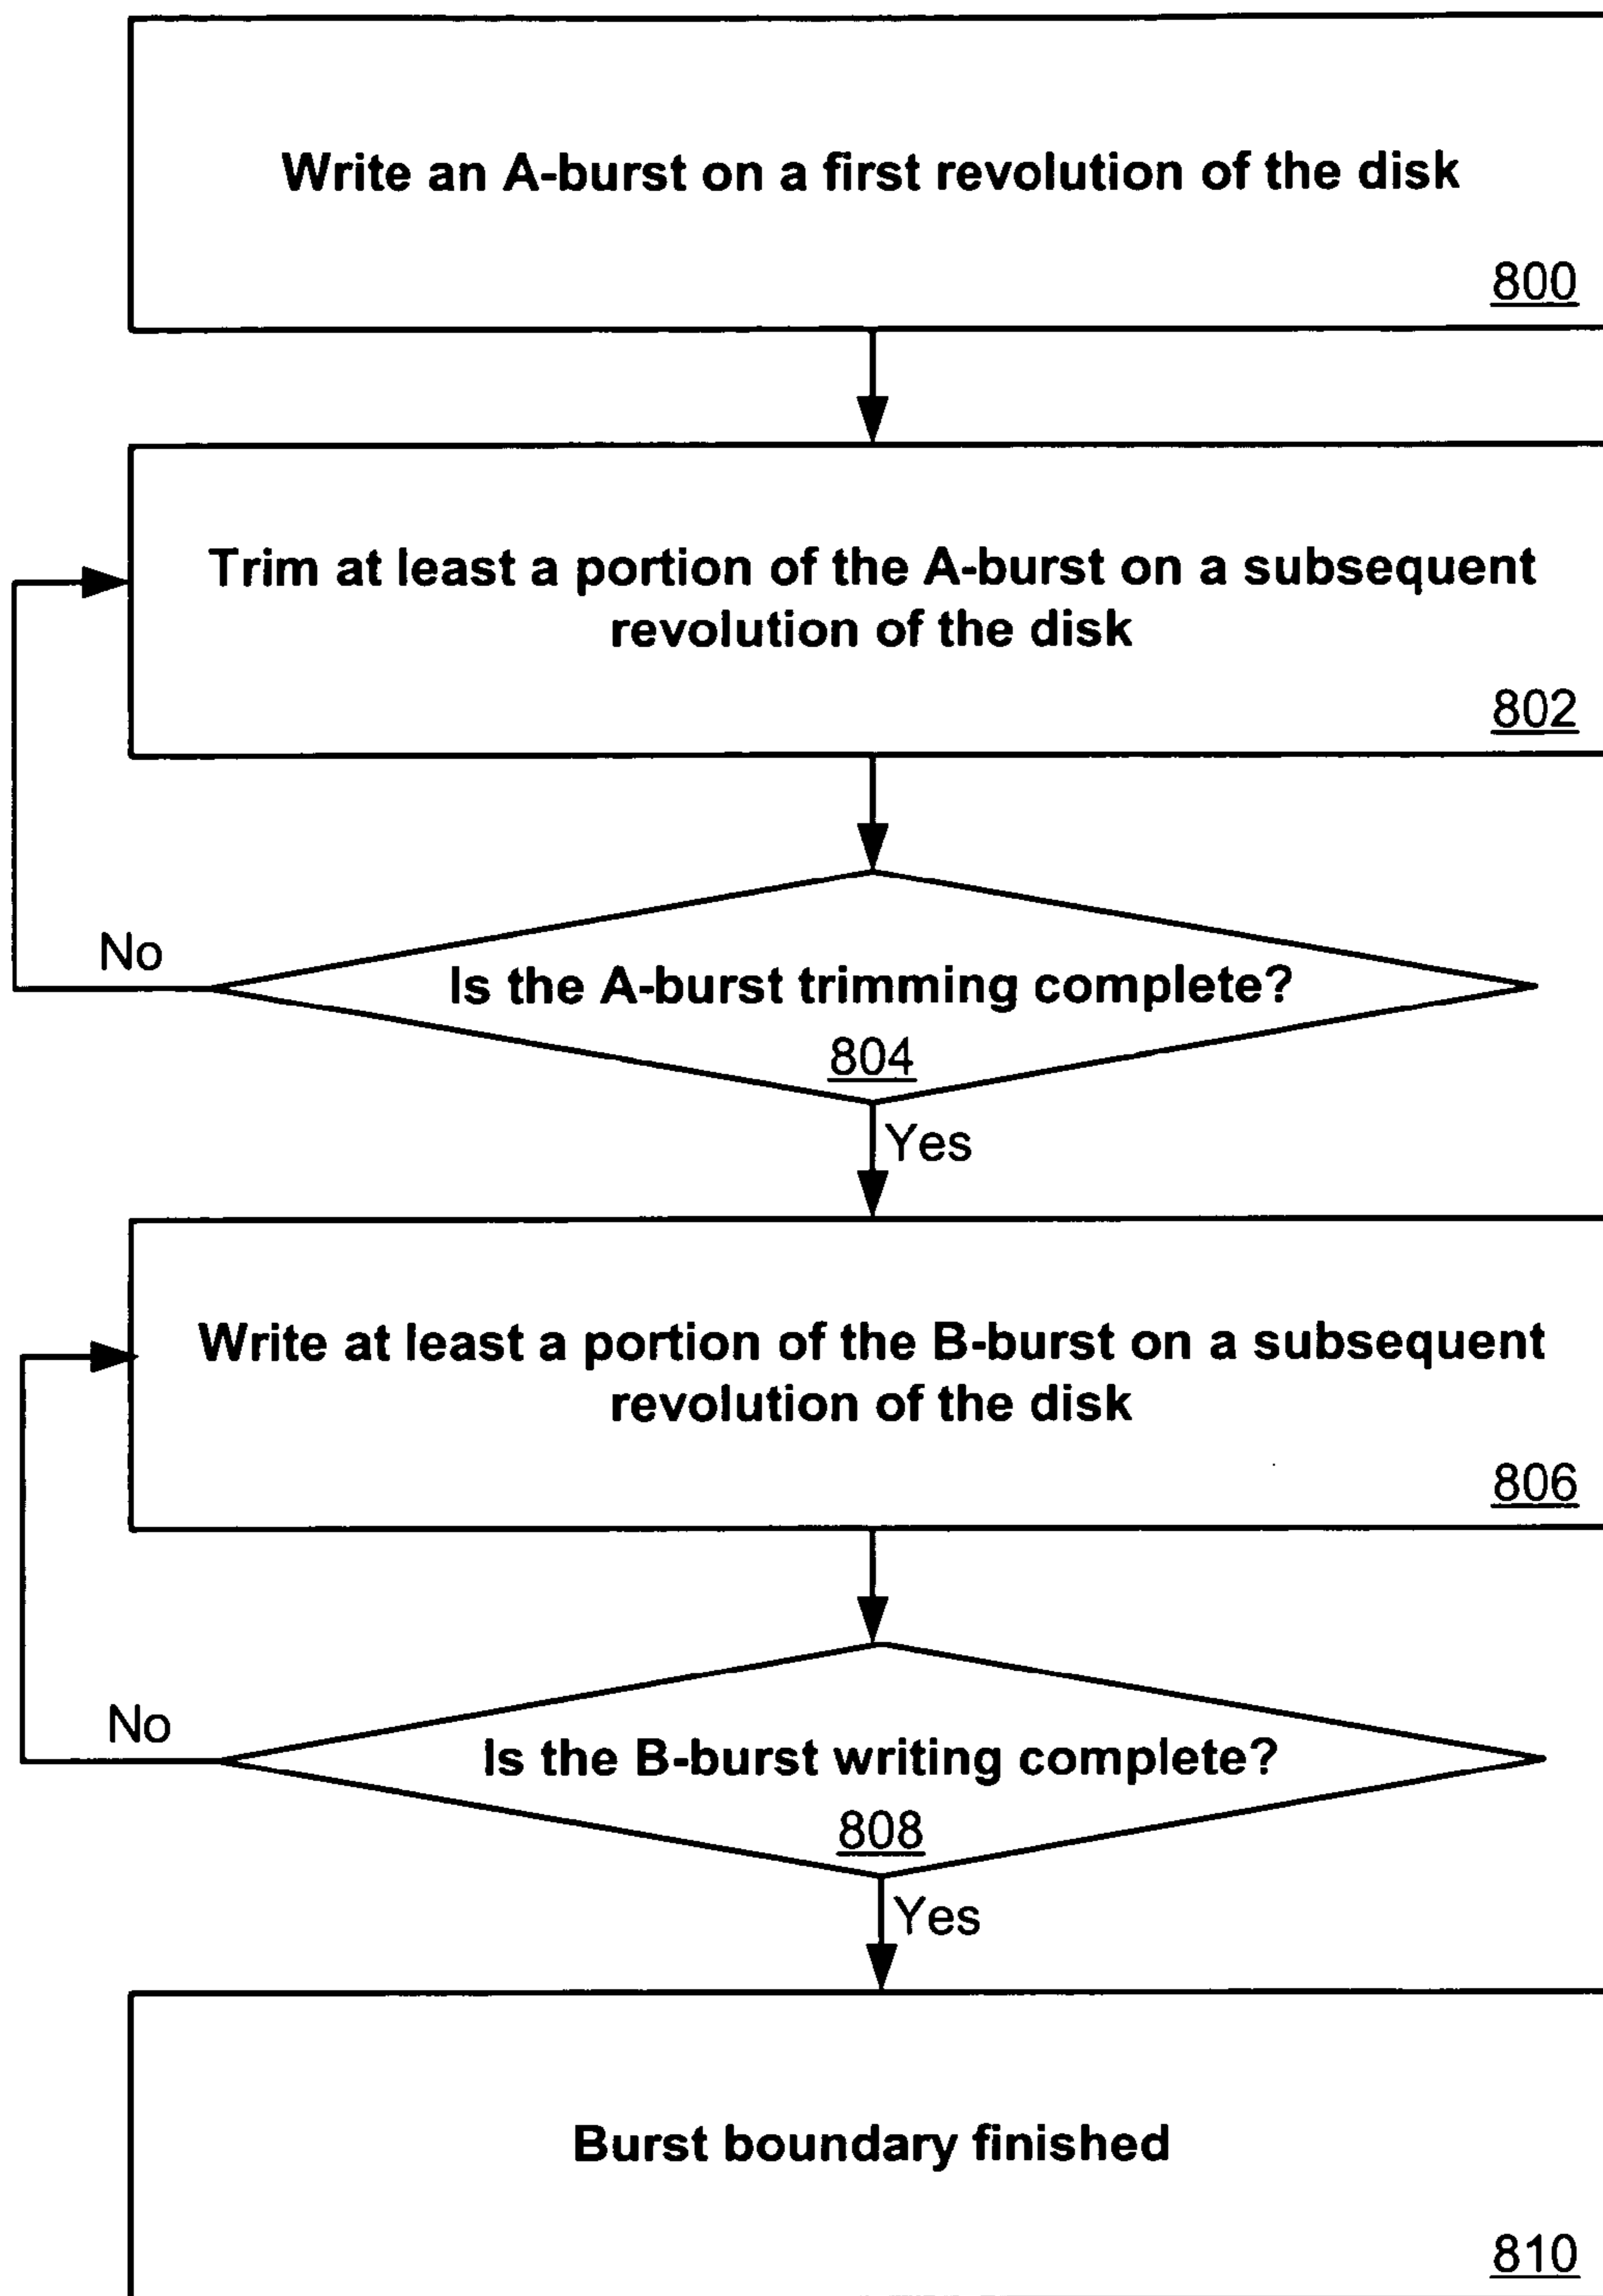 Write an A-burst on a first revolution of the disk
800
Trim at least a portion of the A-burst on a subsequent
revolution of the disk
802
No
Is the A-burst trimming complete?
804
Yes
Write at least a portion of the B-burst on a subsequent
revolution of the disk
806
No
Is the B-burst writing complete?
808
Yes
Burst boundary finished
810